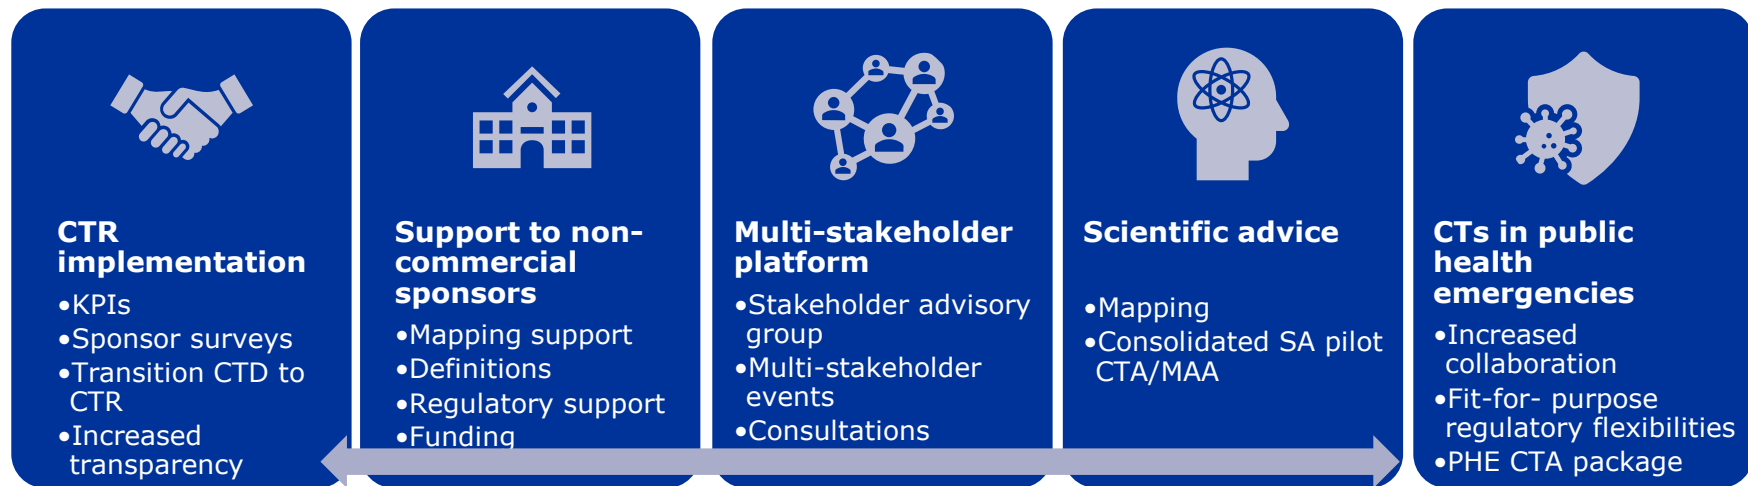 CTR
implementation
•KPIs
•Sponsor surveys
•Transition CTD to
CTR
•Increased
transparency
Support to non-
commercial
sponsors
•Mapping support
•Definitions
•Regulatory support
•Funding
Multi-stakeholder
platform
•Stakeholder advisory
group
•Multi-stakeholder
events
•Consultations
Scientific advice
•Mapping
•Consolidated SA pilot
CTA/MAA
CTs in public
health
emergencies
•Increased
collaboration
•Fit-for- purpose
regulatory flexibilities
•PHE CTA package